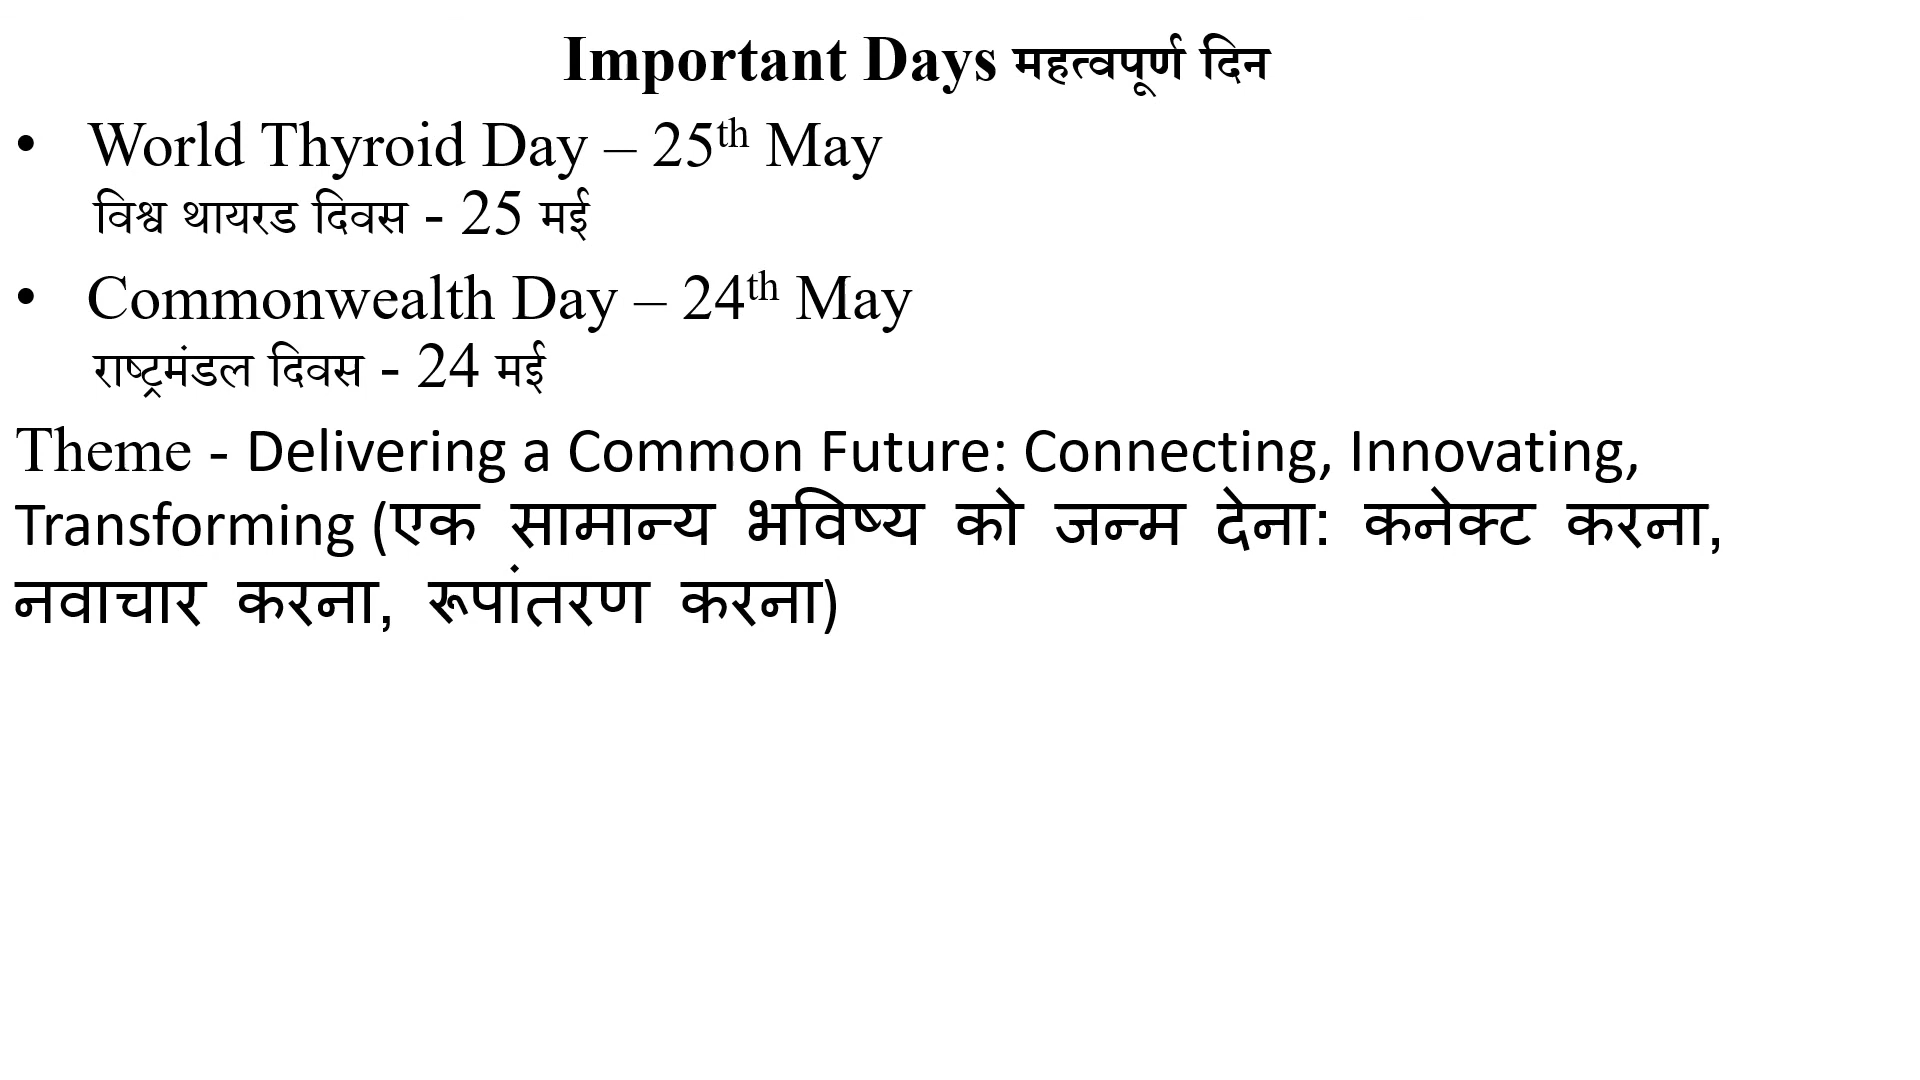 Important Days महत्वपूर्ण दिन
• World Thyroid Day – 25th May
विश्व थायरड दिवस - 25 मई
• Commonwealth Day – 24th May
राष्ट्रमंडल दिवस - 24 मई
Theme - Delivering a Common Future: Connecting, Innovating,
Transforming (एक सामान्य भविष्य को जन्म देना: कनेक्ट करना,
नवाचार करना, रूपांतरण करना)